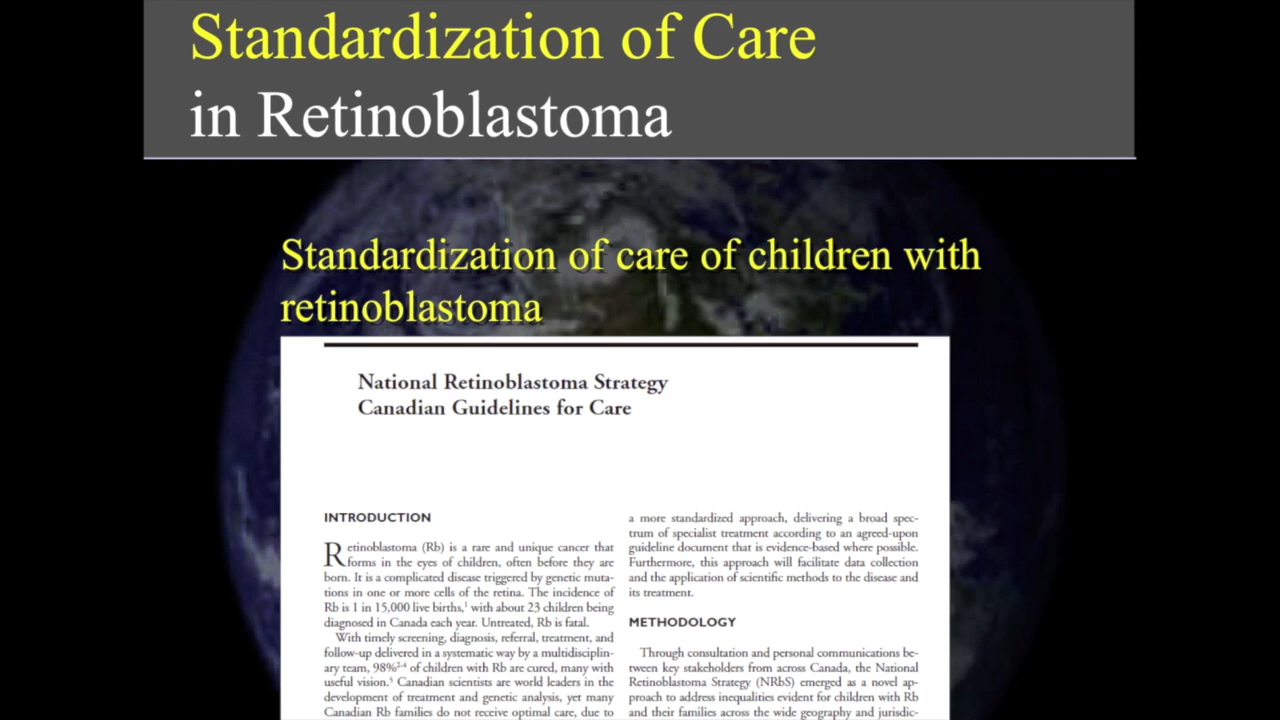 Standardization of Care
in Retinoblastoma
Standardization of care of children with
retinoblastoma
National Retinoblastoma Strategy
Canadian Guidelines for Care
INTRODUCTION
Retinoblastoma (Rb) is a rare and unique cancer that
forms in the eyes of children, often before they are
born. It is a complicated disease triggered by genetic muta-
tions in one or more cells of the retina. The incidence of
Rb is 1 in 15,000 live births,¹ with about 23 children being
diagnosed in Canada each year. Untreated, Rb is fatal.
With timely screening, diagnosis, referral, treatment, and
follow-up delivered in a systematic way by a multidisciplin-
ary team, 98%²⁻⁴ of children with Rb are cured, many with
useful vision.⁵ Canadian scientists are world leaders in the
development of treatment and genetic analysis, yet many
Canadian Rb families do not receive optimal care, due to
a more standardized approach, delivering a broad spec-
trum of specialist treatment according to an agreed-upon
guideline document that is evidence-based where possible.
Furthermore, this approach will facilitate data collection
and the application of scientific methods to the disease and
its treatment.
METHODOLOGY
Through consultation and personal communications be-
tween key stakeholders from across Canada, the National
Retinoblastoma Strategy (NRbS) emerged as a novel ap-
proach to address inequalities evident for children with Rb
and their families across the wide geography and jurisdic-